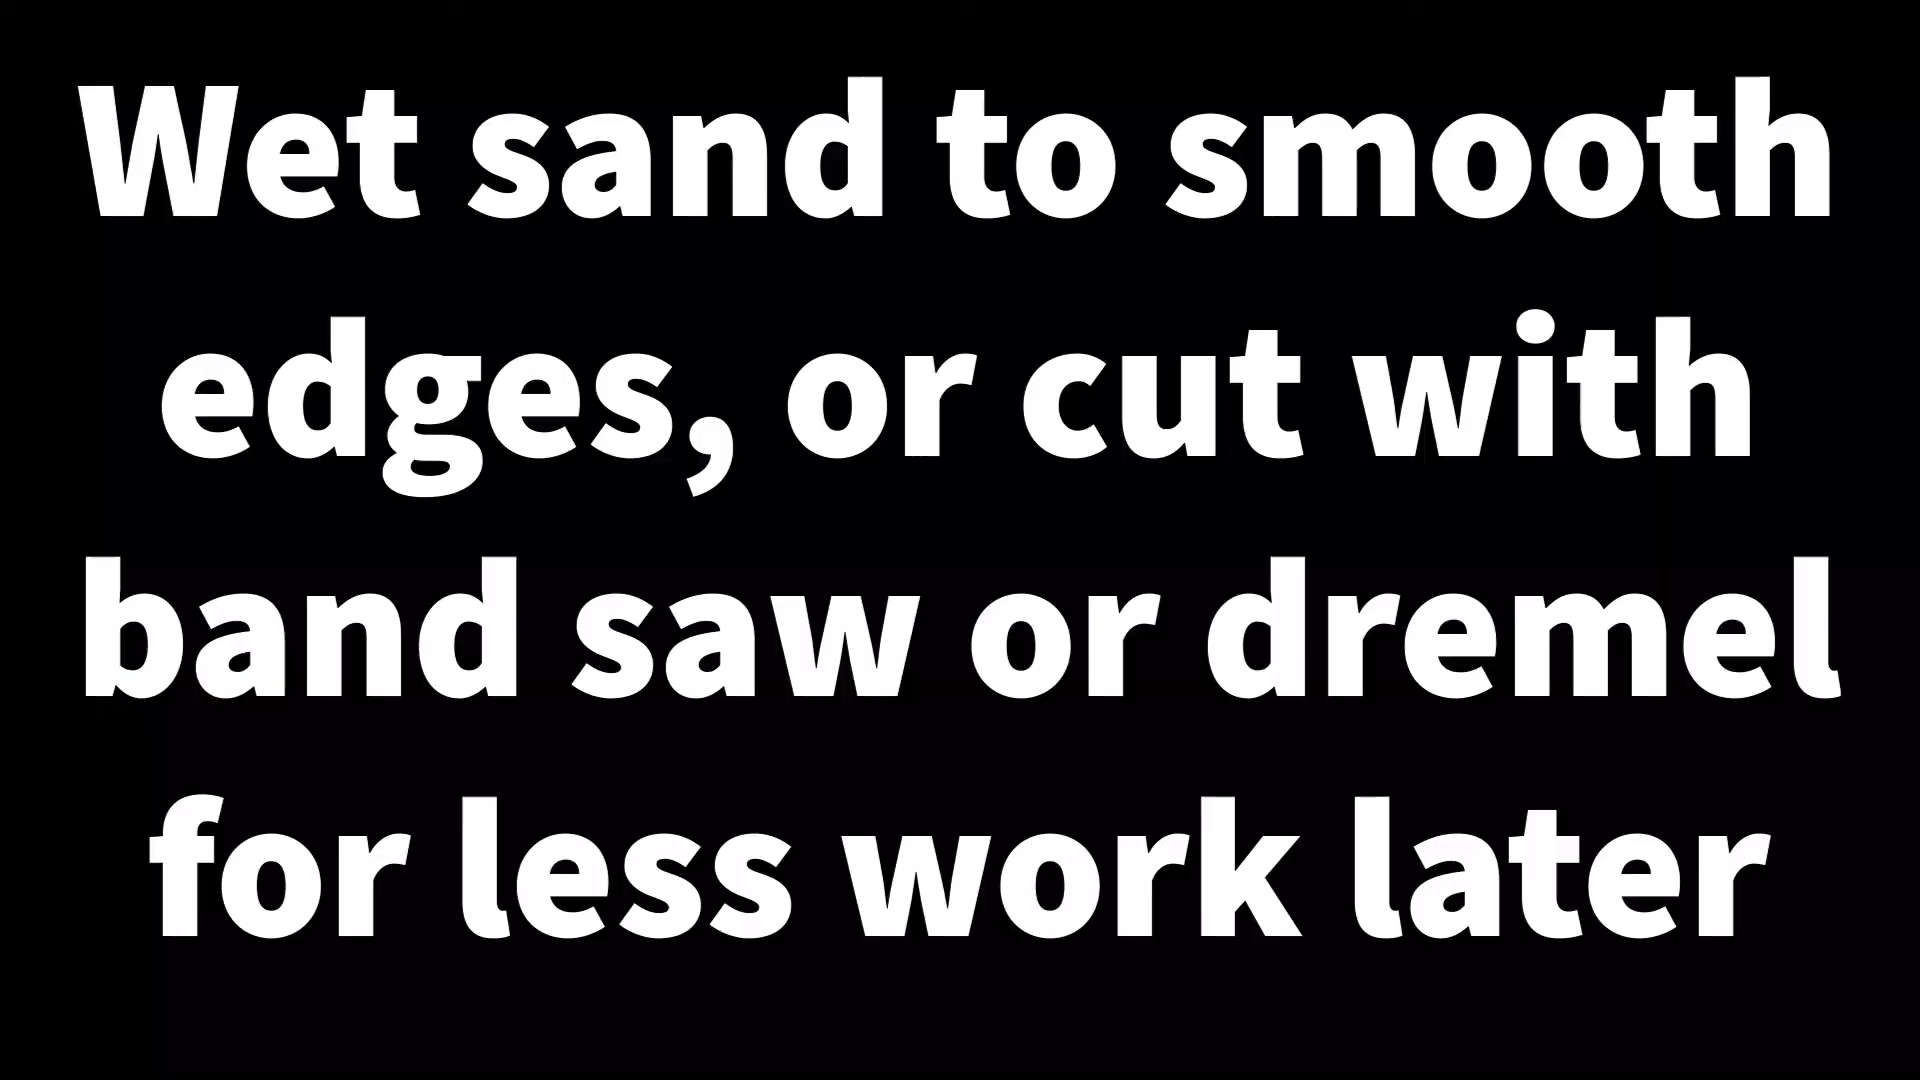 Wet sand to smooth
edges, or cut with
band saw or dremel
for less work later